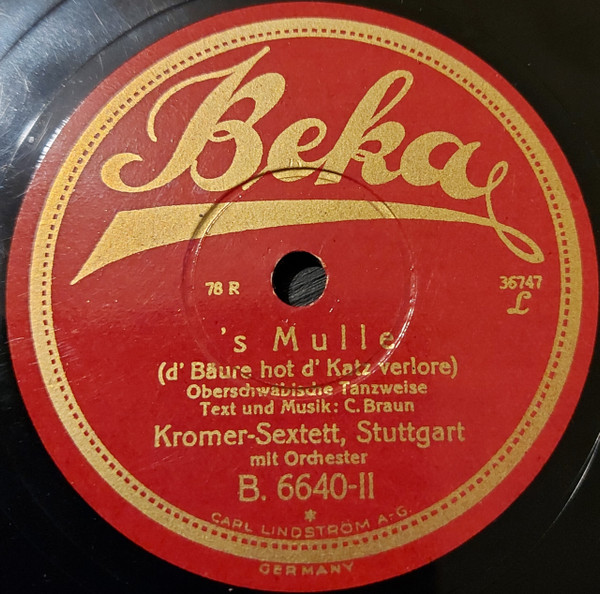 Beka
78 R
36747
L
's Mulle
(d' Bäure hot d' Katz verlore)
Oberschwäbische Tanzweise
Text und Musik: C. Braun
Kromer-Sextett, Stuttgart
mit Orchester
B. 6640-II
CARL LINDSTRÖM A-G.
GERMANY